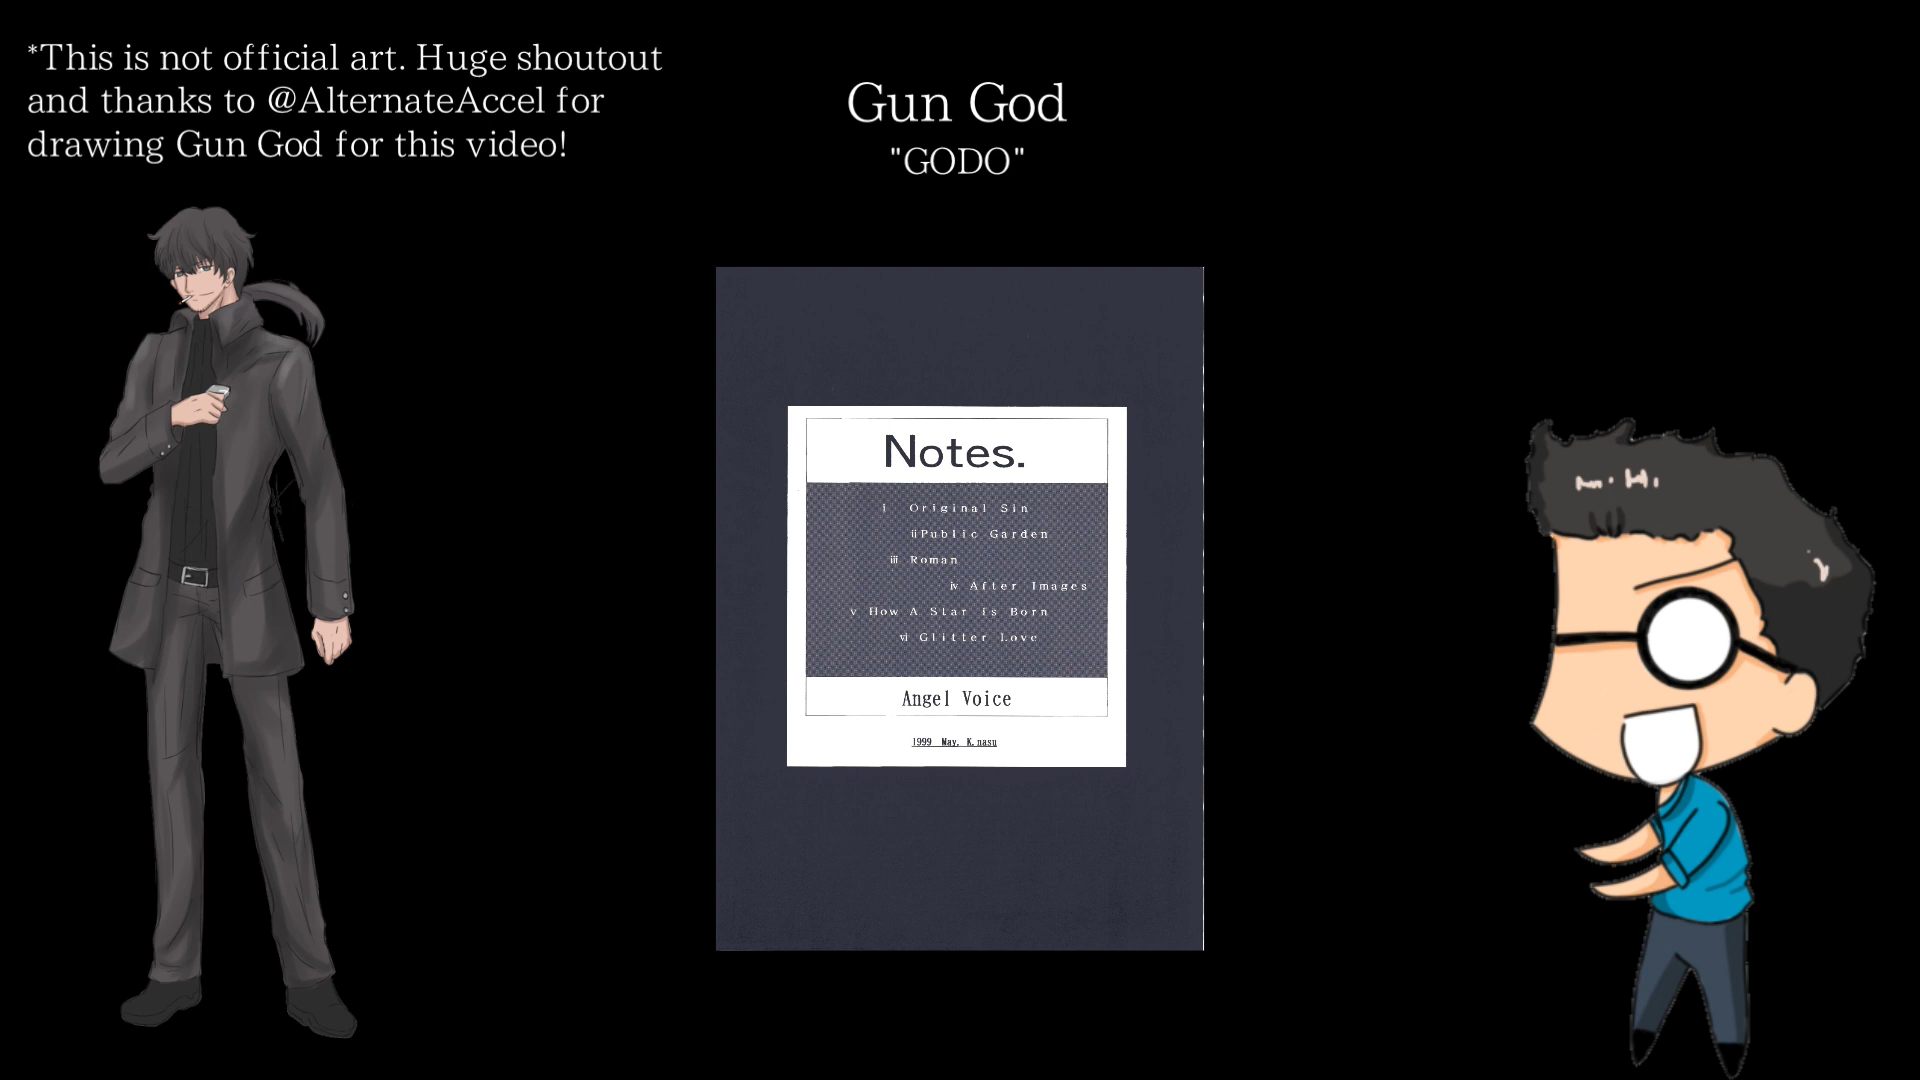 *This is not official art. Huge shoutout
and thanks to @AlternateAccel for
drawing Gun God for this video!
Gun God
"GODO"
Notes.
i Original Sin
ii Public Garden
iii Roman
iv After Images
v How A Star Is Born
vi Glitter Love
Angel Voice
1999 May. K.nasu